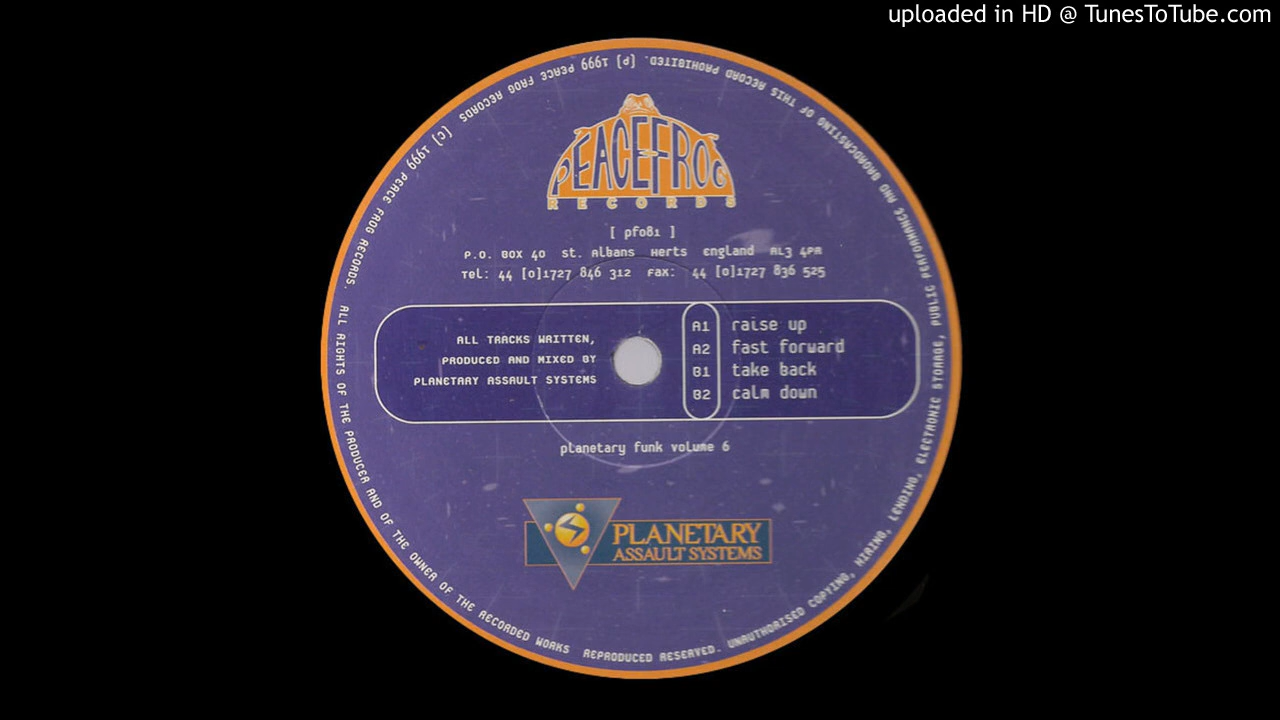 uploaded in HD @ TunesToTube.com
PEACEFROG
RECORDS
[ pf081 ]
P.O. BOX 40 St. Albans Herts England AL3 4PA
Tel: 44 [0]1727 846 312 Fax: 44 [0]1727 836 525
ALL TRACKS WRITTEN,
PRODUCED AND MIXED BY
PLANETARY ASSAULT SYSTEMS
A1 raise up
A2 fast forward
B1 take back
B2 calm down
planetary funk volume 6
PLANETARY
ASSAULT SYSTEMS
ALL RIGHTS OF THE PRODUCER AND OF THE OWNER OF THE RECORDED WORKS REPRODUCED RESERVED. UNAUTHORISED COPYING, HIRING, LENDING, ELECTRONIC STORAGE, PUBLIC PERFORMANCE AND BROADCASTING OF THIS RECORD PROHIBITED. [P] 1999 PEACE FROG RECORDS [C] 1999 PEACE FROG RECORDS.